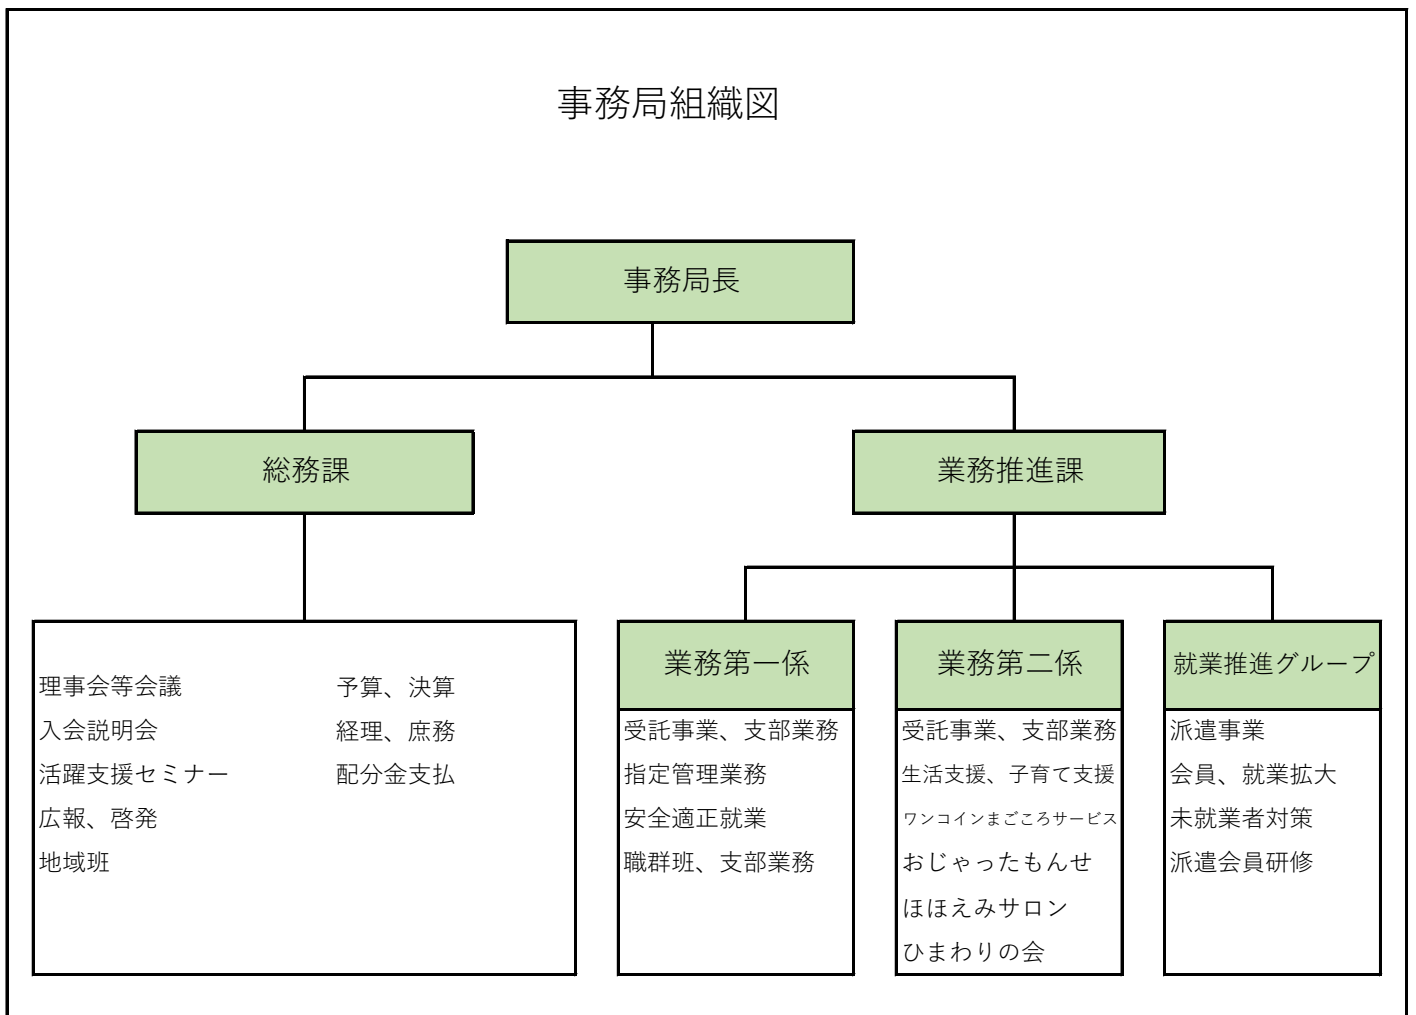 事務局組織図
事務局長
総務課
業務推進課
理事会等会議
入会説明会
活躍支援セミナー
広報、啓発
地域班
予算、決算
経理、庶務
配分金支払
業務第一係
受託事業、支部業務
指定管理業務
安全適正就業
職群班、支部業務
業務第二係
受託事業、支部業務
生活支援、子育て支援
ワンコインまごころサービス
おじゃったもんせ
ほほえみサロン
ひまわりの会
就業推進グループ
派遣事業
会員、就業拡大
未就業者対策
派遣会員研修